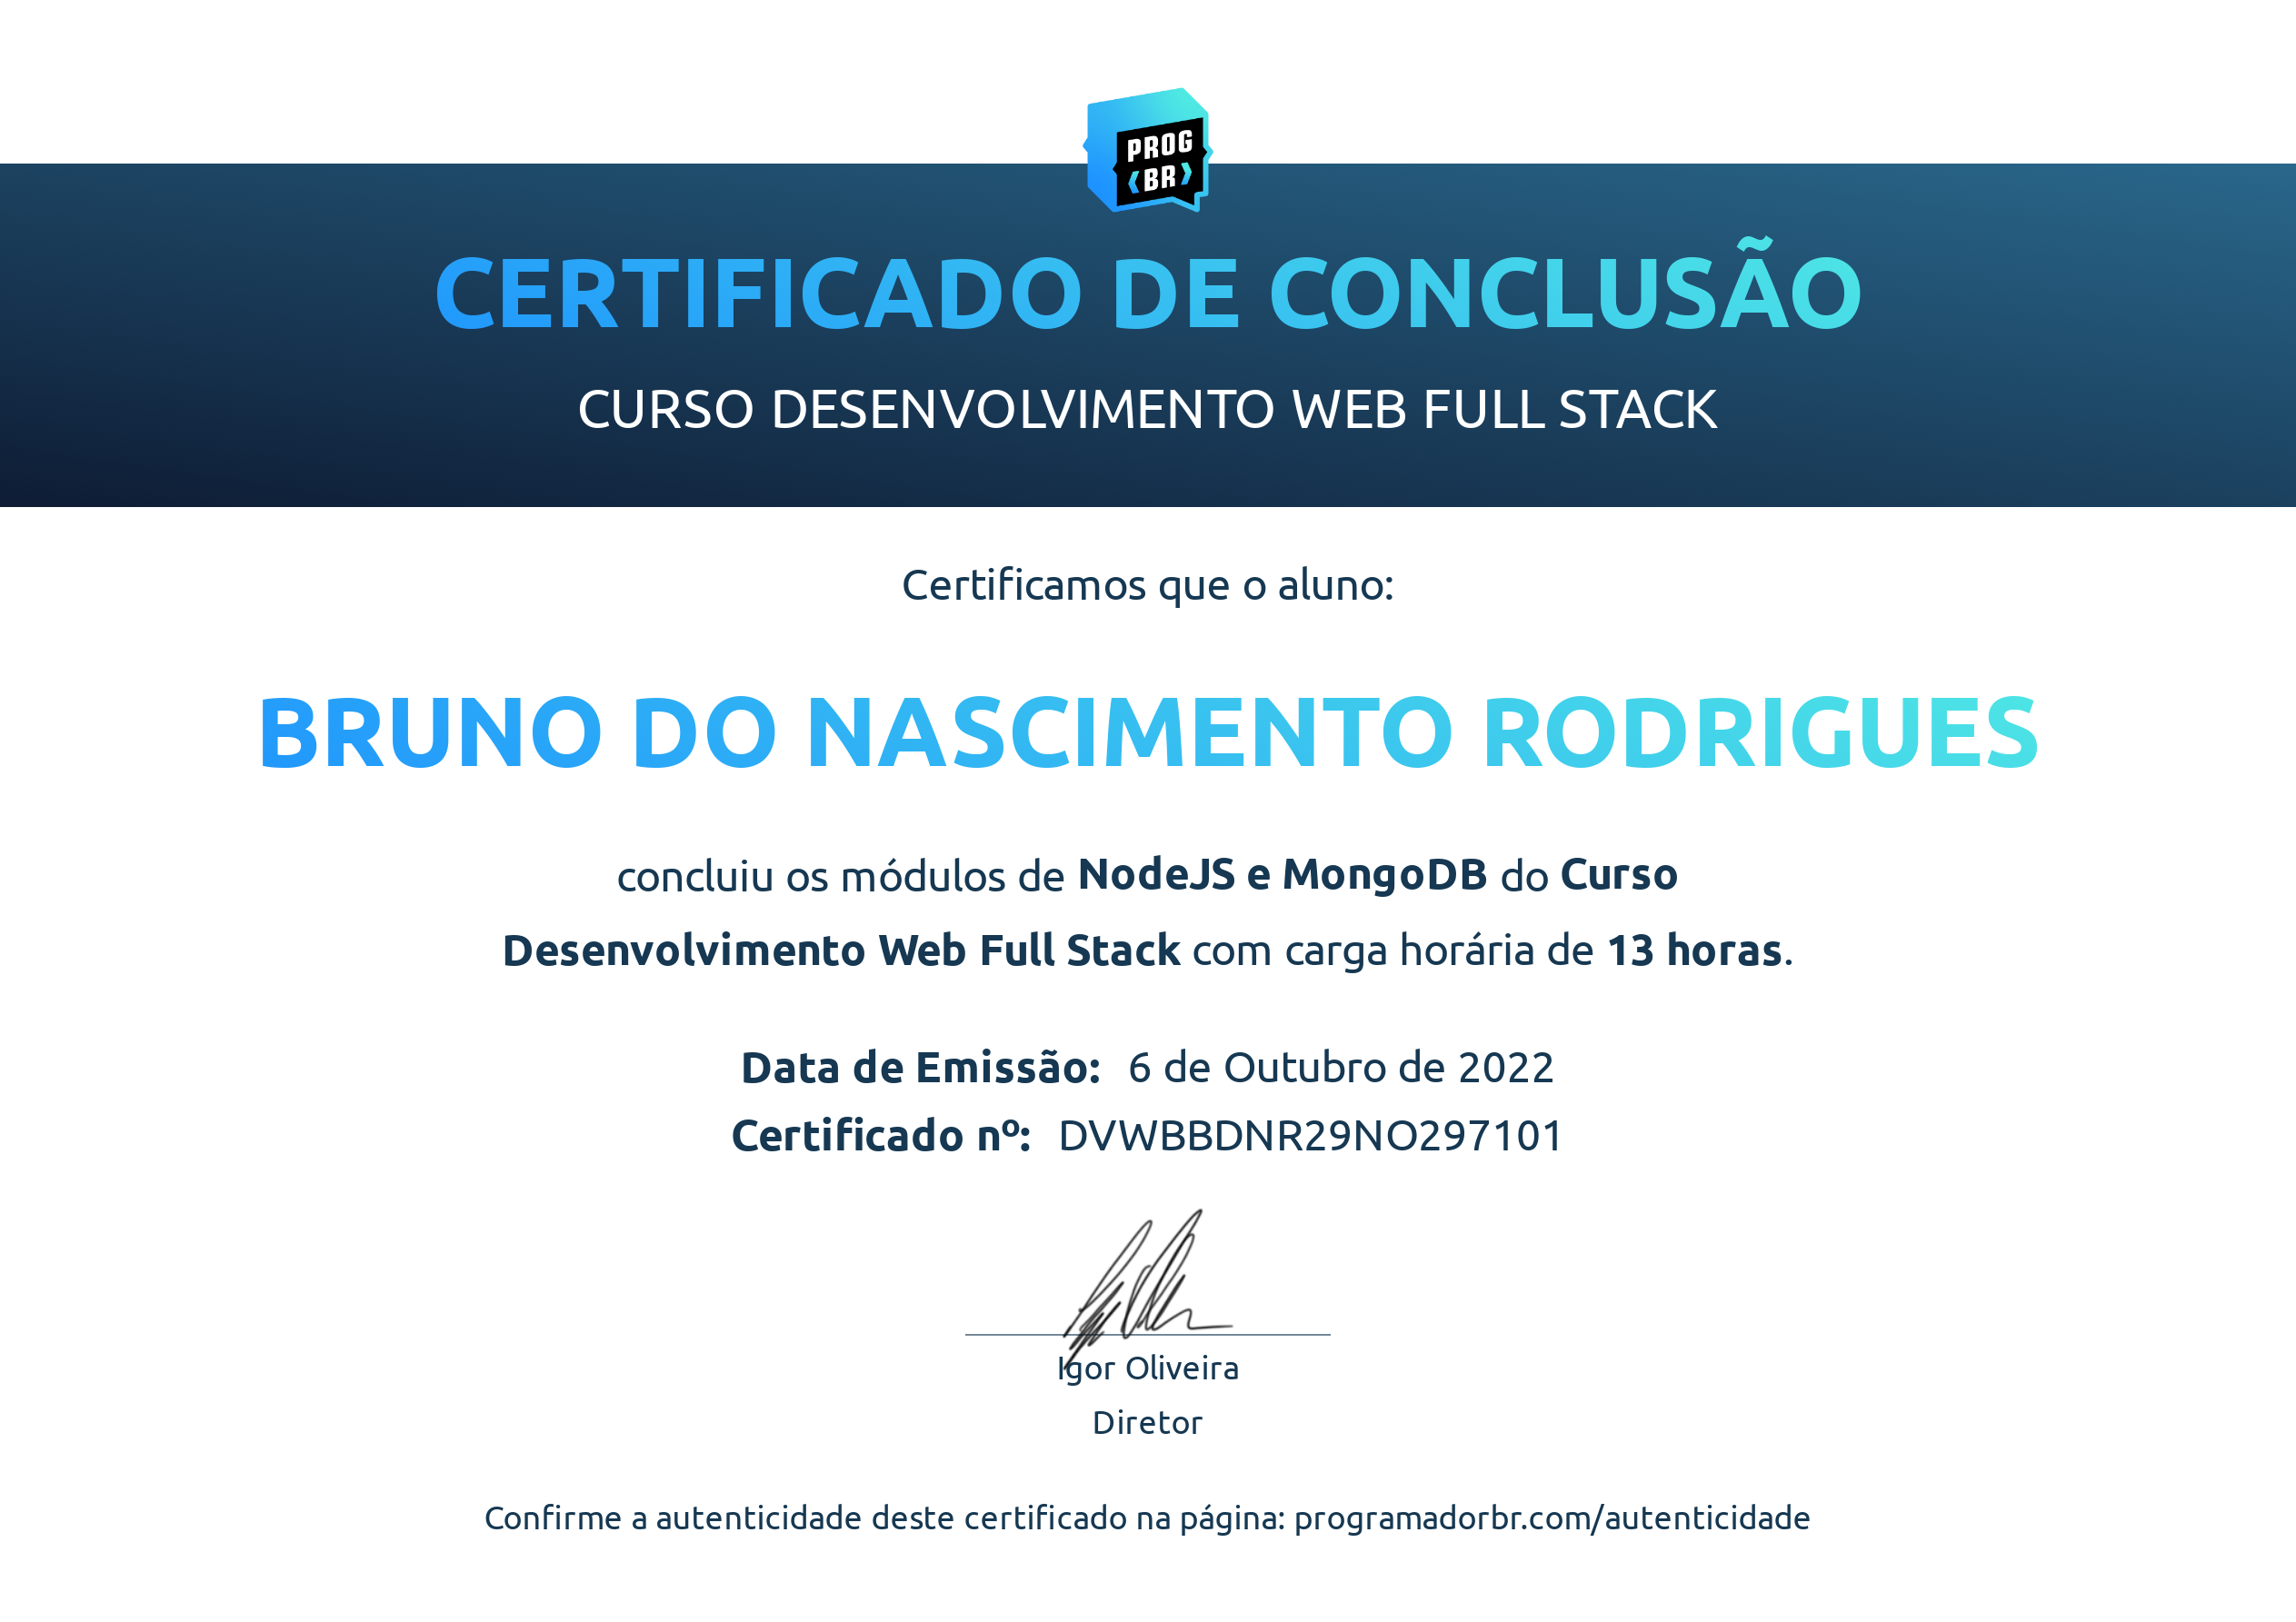 PROG
BR
CERTIFICADO DE CONCLUSÃO
CURSO DESENVOLVIMENTO WEB FULL STACK
Certificamos que o aluno:
BRUNO DO NASCIMENTO RODRIGUES
concluiu os módulos de NodeJS e MongoDB do Curso
Desenvolvimento Web Full Stack com carga horária de 13 horas.
Data de Emissão: 6 de Outubro de 2022
Certificado nº: DVWBBDNR29NO297101
Igor Oliveira
Diretor
Confirme a autenticidade deste certificado na página: programadorbr.com/autenticidade